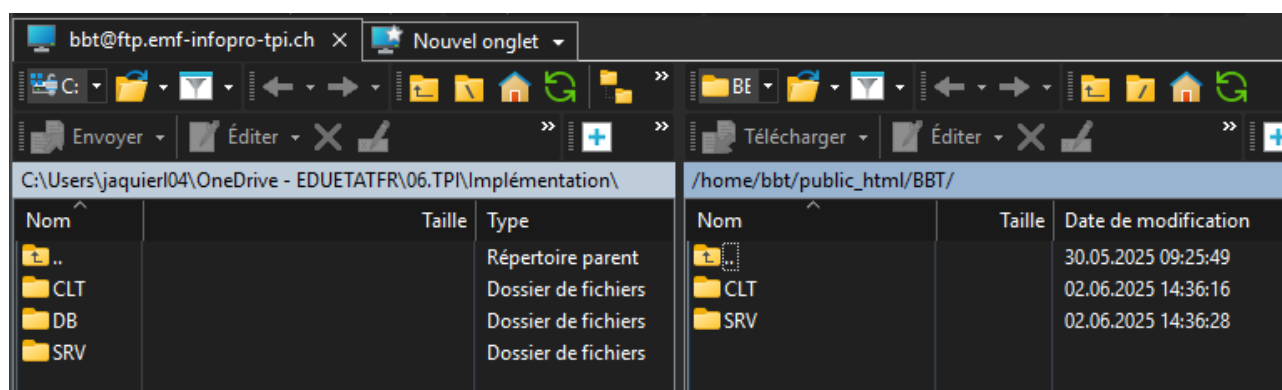 bbt@ftp.emf-infopro-tpi.ch Nouvel onglet
C: BE
Envoyer Éditer Télécharger Éditer
C:\Users\jaquierl04\OneDrive - EDUETATFR\06.TPI\Implémentation\ /home/bbt/public_html/BBT/
Nom Taille Type Nom Taille Date de modification
.. Répertoire parent .. 30.05.2025 09:25:49
CLT Dossier de fichiers CLT 02.06.2025 14:36:16
DB Dossier de fichiers SRV 02.06.2025 14:36:28
SRV Dossier de fichiers